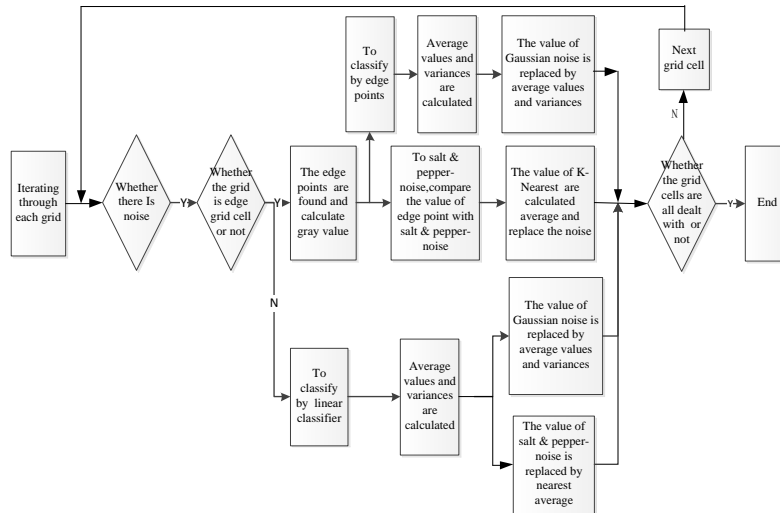 To
classify
by edge
points
Average
values and
variances
are
calculated
The value of
Gaussian noise is
replaced by
average values
and variances
Next
grid cell
N
Iterating
through
each grid
Whether
there Is
noise
Y
Whether
the grid
is edge
grid cell
or not
Y
The edge
points are
found and
calculate
gray value
To salt &
pepper-
noise,compare
the value of
edge point with
salt & pepper-
noise
The value of K-
Nearest are
calculated
average and
replace the noise
Whether
the grid
cells are
all dealt
with or
not
Y
End
N
To
classify
by linear
classifier
Average
values and
variances
are
calculated
The value of
Gaussian noise is
replaced by
average values
and variances
The value of
salt & pepper-
noise is
replaced by
nearest
average